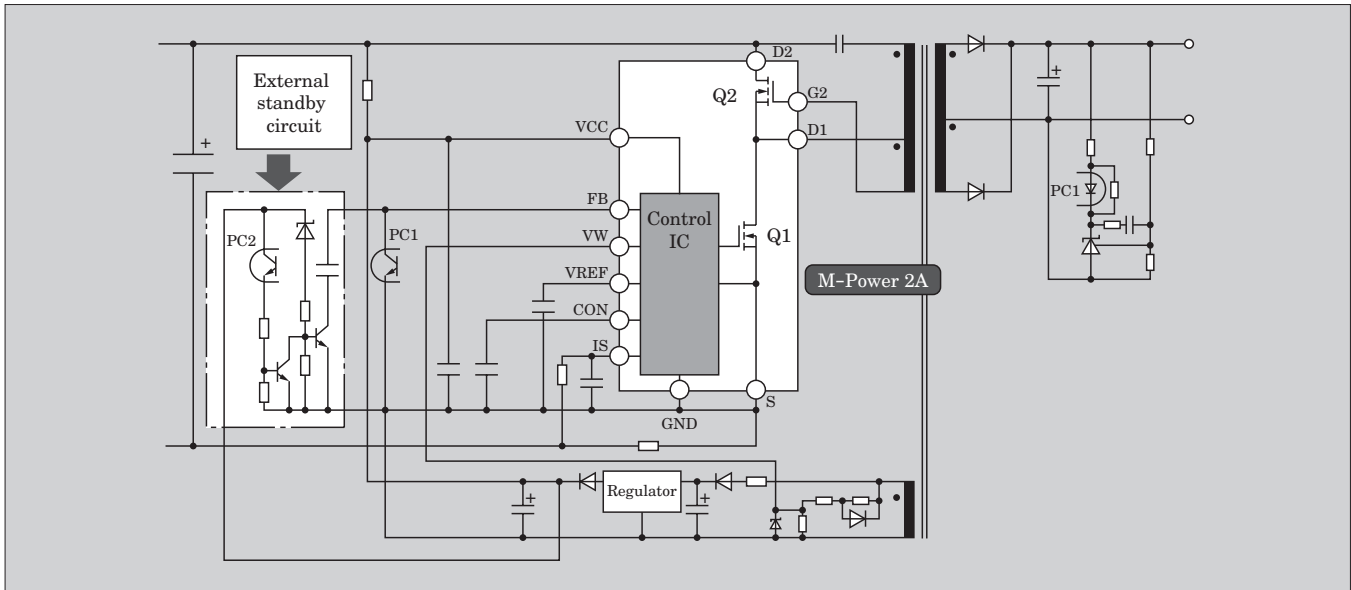 External
standby
circuit
+
PC2
PC1
VCC
FB
VW
VREF
CON
IS
Control
IC
GND
S
Q2
Q1
D2
G2
D1
M-Power 2A
+
PC1
+
Regulator
+